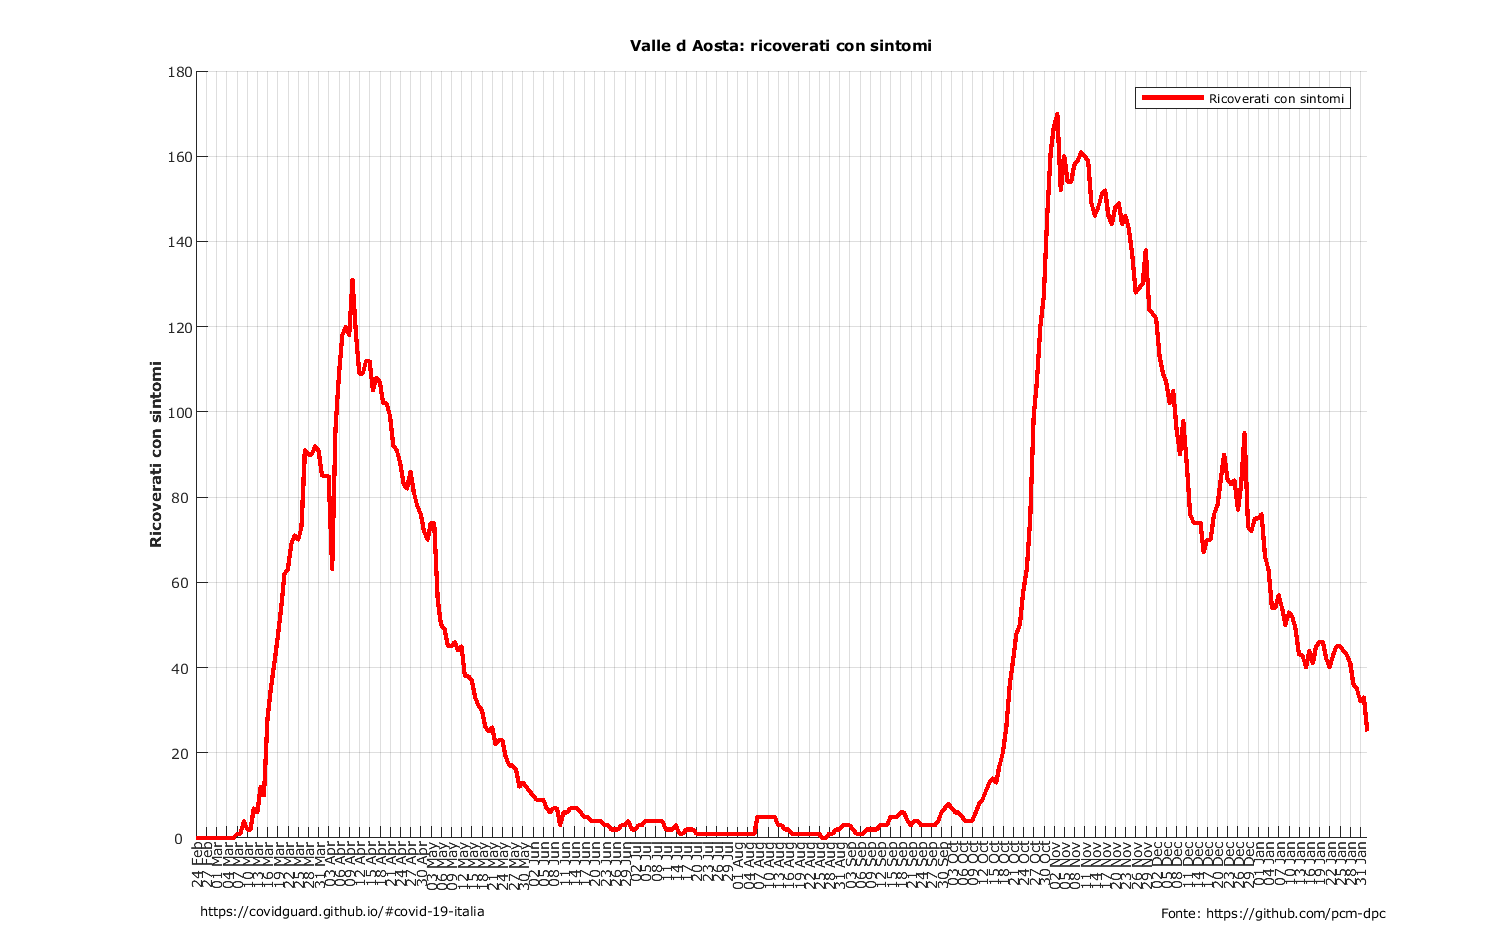 Valle d Aosta: ricoverati con sintomi
Ricoverati con sintomi
Ricoverati con sintomi
180
160
140
120
100
80
60
40
20
0
24 Feb
27 Feb
01 Mar
04 Mar
07 Mar
10 Mar
13 Mar
16 Mar
19 Mar
22 Mar
25 Mar
28 Mar
31 Mar
03 Apr
06 Apr
09 Apr
12 Apr
15 Apr
18 Apr
21 Apr
24 Apr
27 Apr
30 Apr
03 May
06 May
09 May
12 May
15 May
18 May
21 May
24 May
27 May
30 May
02 Jun
05 Jun
08 Jun
11 Jun
14 Jun
17 Jun
20 Jun
23 Jun
26 Jun
29 Jun
02 Jul
05 Jul
08 Jul
11 Jul
14 Jul
17 Jul
20 Jul
23 Jul
26 Jul
29 Jul
01 Aug
04 Aug
07 Aug
10 Aug
13 Aug
16 Aug
19 Aug
22 Aug
25 Aug
28 Aug
31 Aug
03 Sep
06 Sep
09 Sep
12 Sep
15 Sep
18 Sep
21 Sep
24 Sep
27 Sep
30 Sep
03 Oct
06 Oct
09 Oct
12 Oct
15 Oct
18 Oct
21 Oct
24 Oct
27 Oct
30 Oct
02 Nov
05 Nov
08 Nov
11 Nov
14 Nov
17 Nov
20 Nov
23 Nov
26 Nov
29 Nov
02 Dec
05 Dec
08 Dec
11 Dec
14 Dec
17 Dec
20 Dec
23 Dec
26 Dec
29 Dec
01 Jan
04 Jan
07 Jan
10 Jan
13 Jan
16 Jan
19 Jan
22 Jan
25 Jan
28 Jan
31 Jan
https://covidguard.github.io/#covid-19-italia
Fonte: https://github.com/pcm-dpc